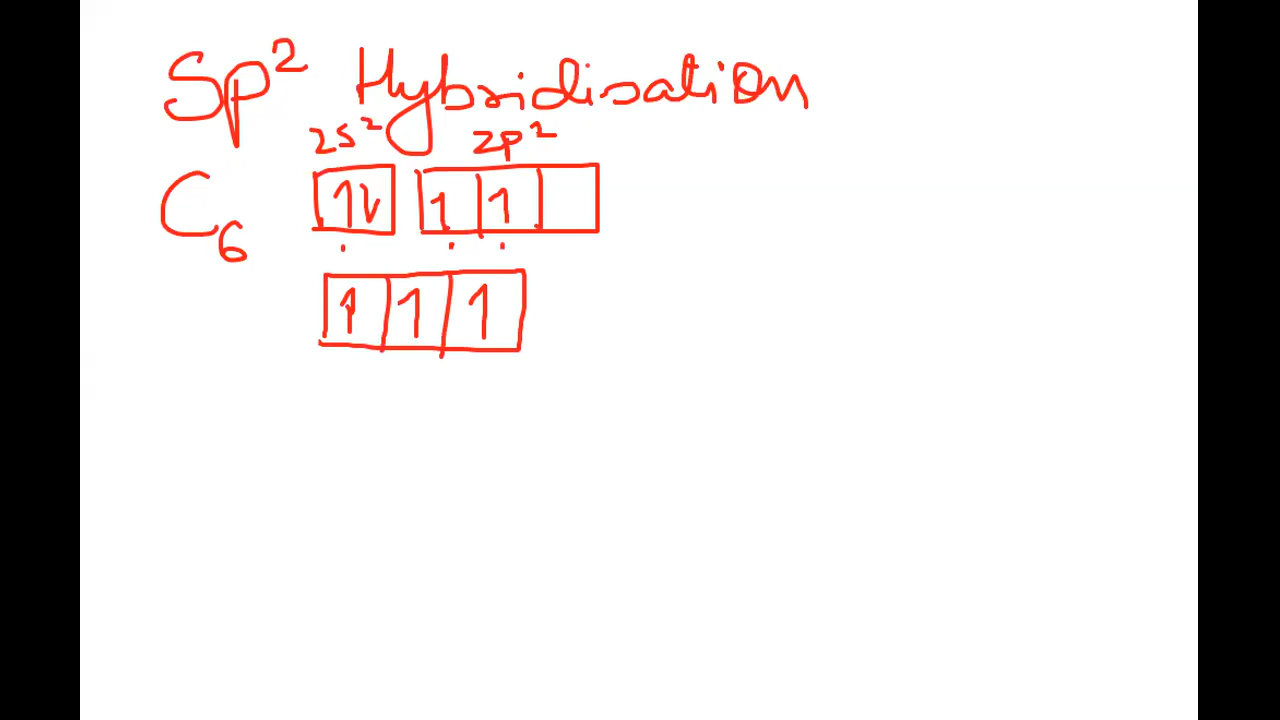 Sp² Hybridisation
2s² 2p²
C₆ 1↓ 1 1
1 1 1